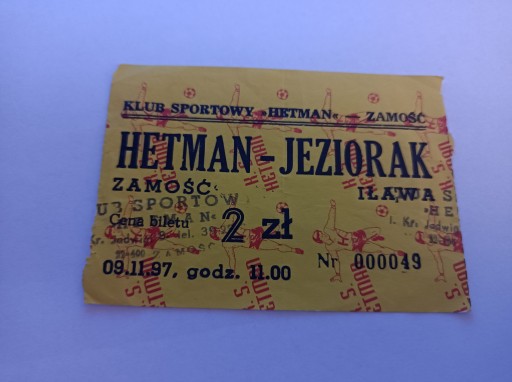 KLUB SPORTOWY »HETMAN« — ZAMOŚĆ
HETMAN – JEZIORAK
ZAMOŚĆ IŁAWA
Cena biletu 2 zł
09.11.97, godz. 11.00 Nr 000049